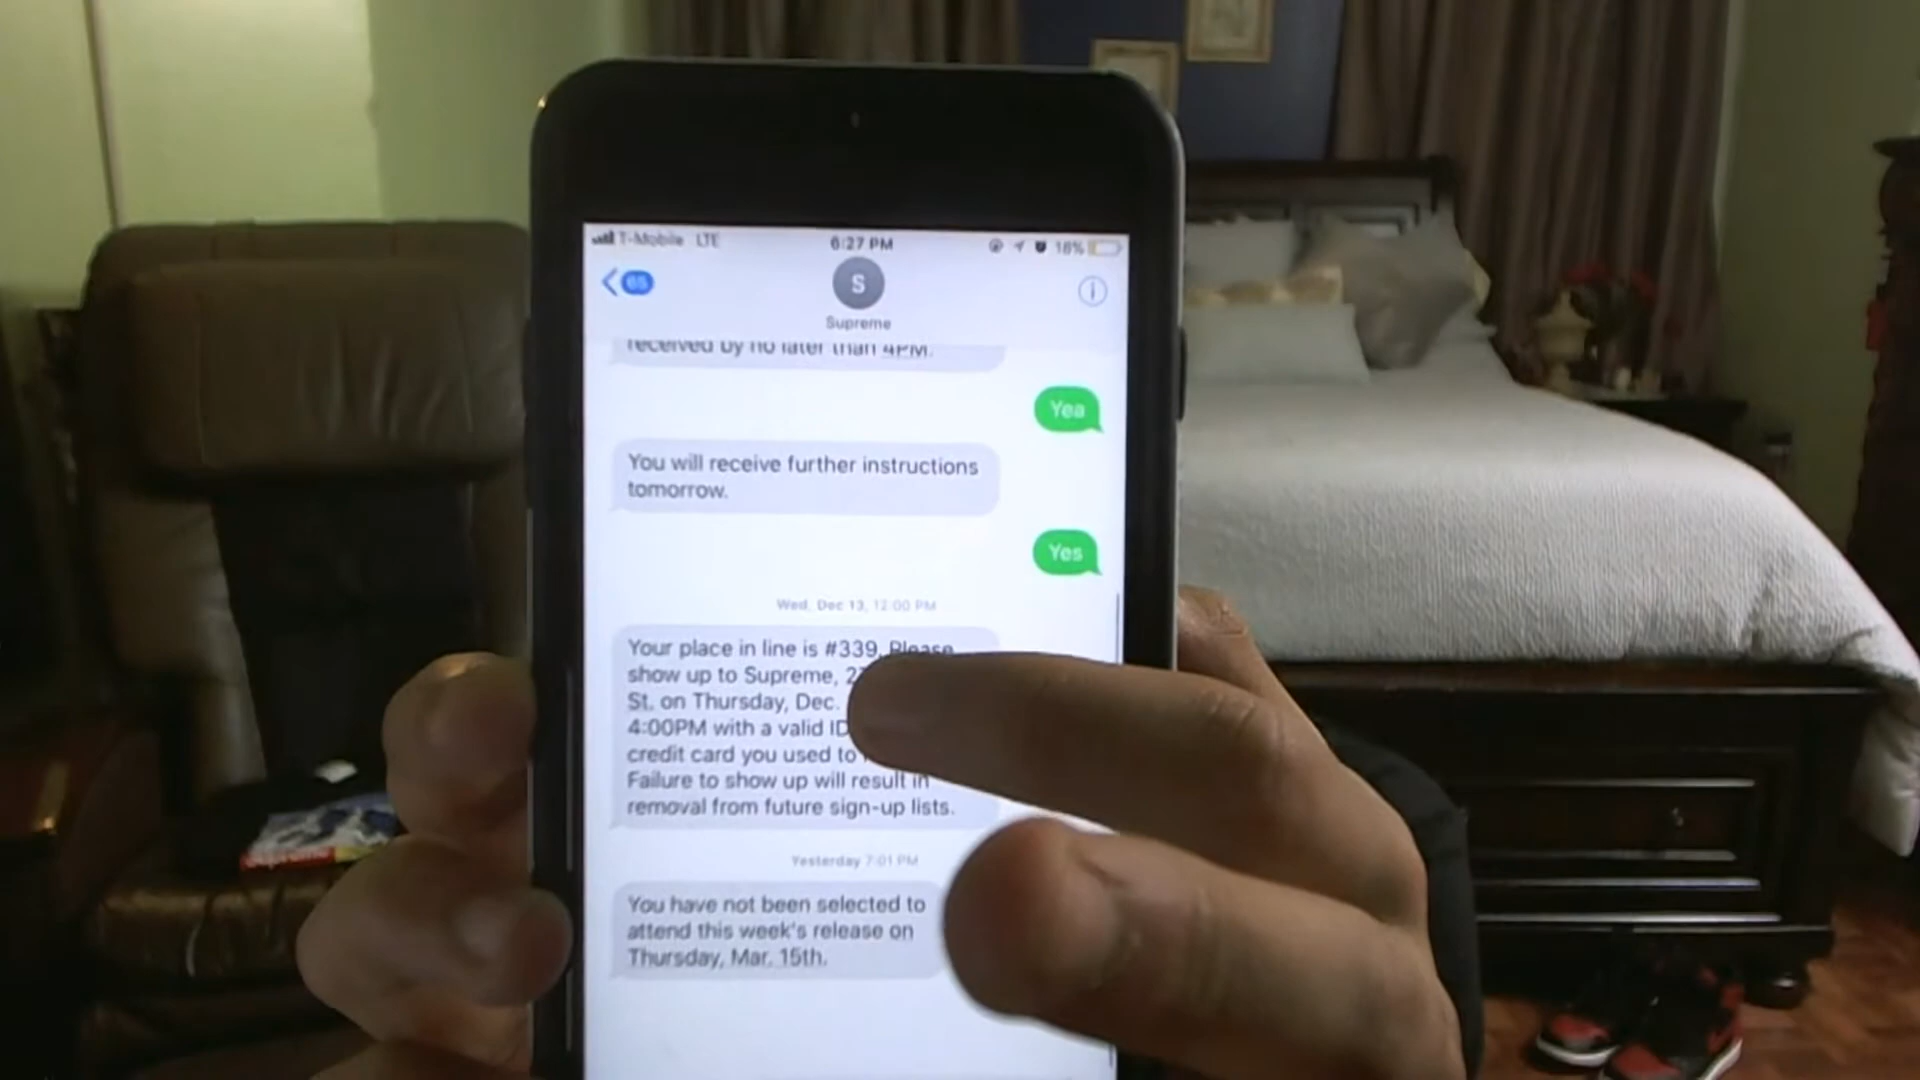 T-Mobile LTE 6:27 PM 18%
S
Supreme
received by no later than 4PM.
Yea
You will receive further instructions
tomorrow.
Yes
Wed, Dec 13, 12:00 PM
Your place in line is #339. Please
show up to Supreme,
St. on Thursday, Dec.
4:00PM with a valid ID
credit card you used to
Failure to show up will result in
removal from future sign-up lists.
Yesterday 7:01 PM
You have not been selected to
attend this week's release on
Thursday, Mar. 15th.